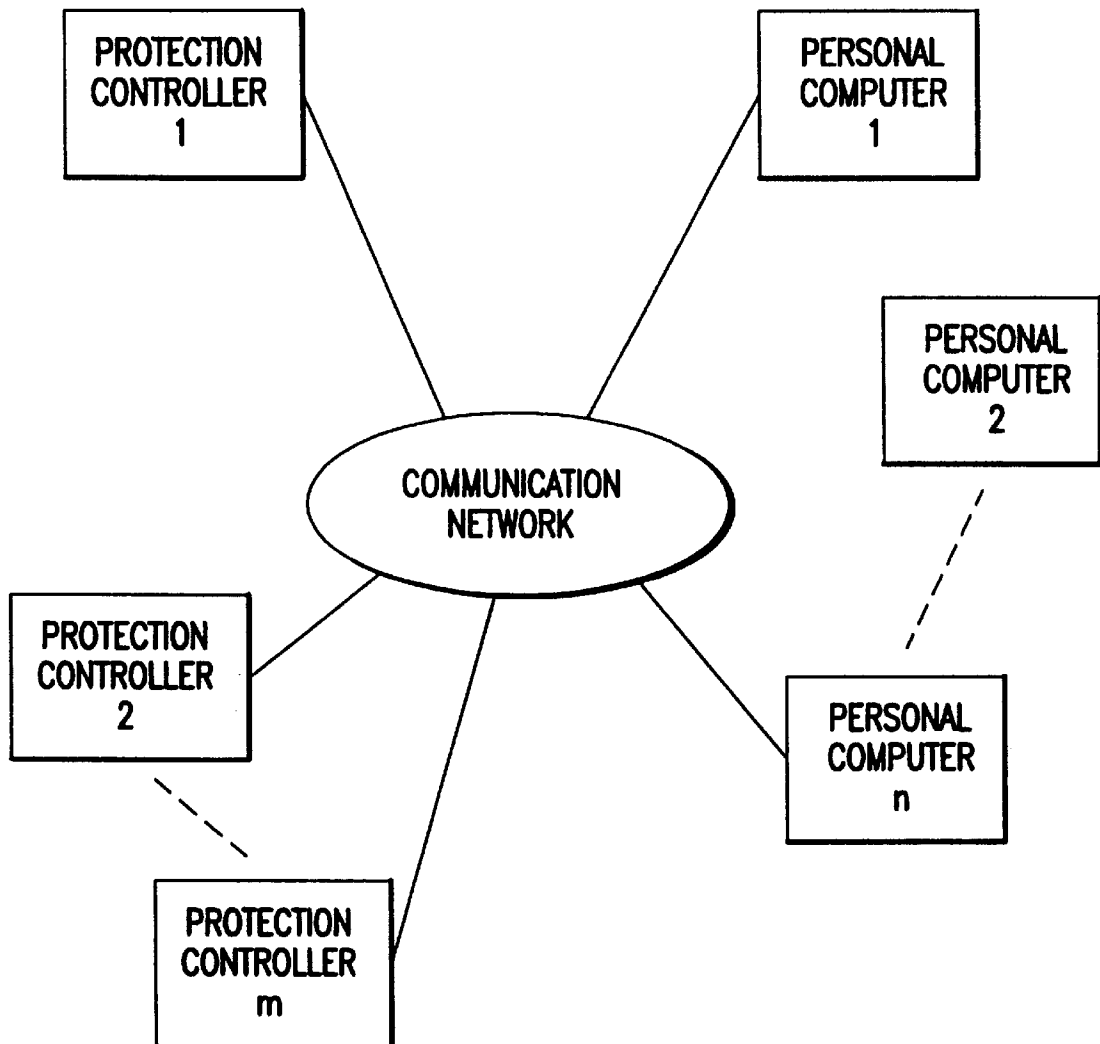 PROTECTION
CONTROLLER
1
PERSONAL
COMPUTER
1
PERSONAL
COMPUTER
2
COMMUNICATION
NETWORK
PROTECTION
CONTROLLER
2
PERSONAL
COMPUTER
n
PROTECTION
CONTROLLER
m